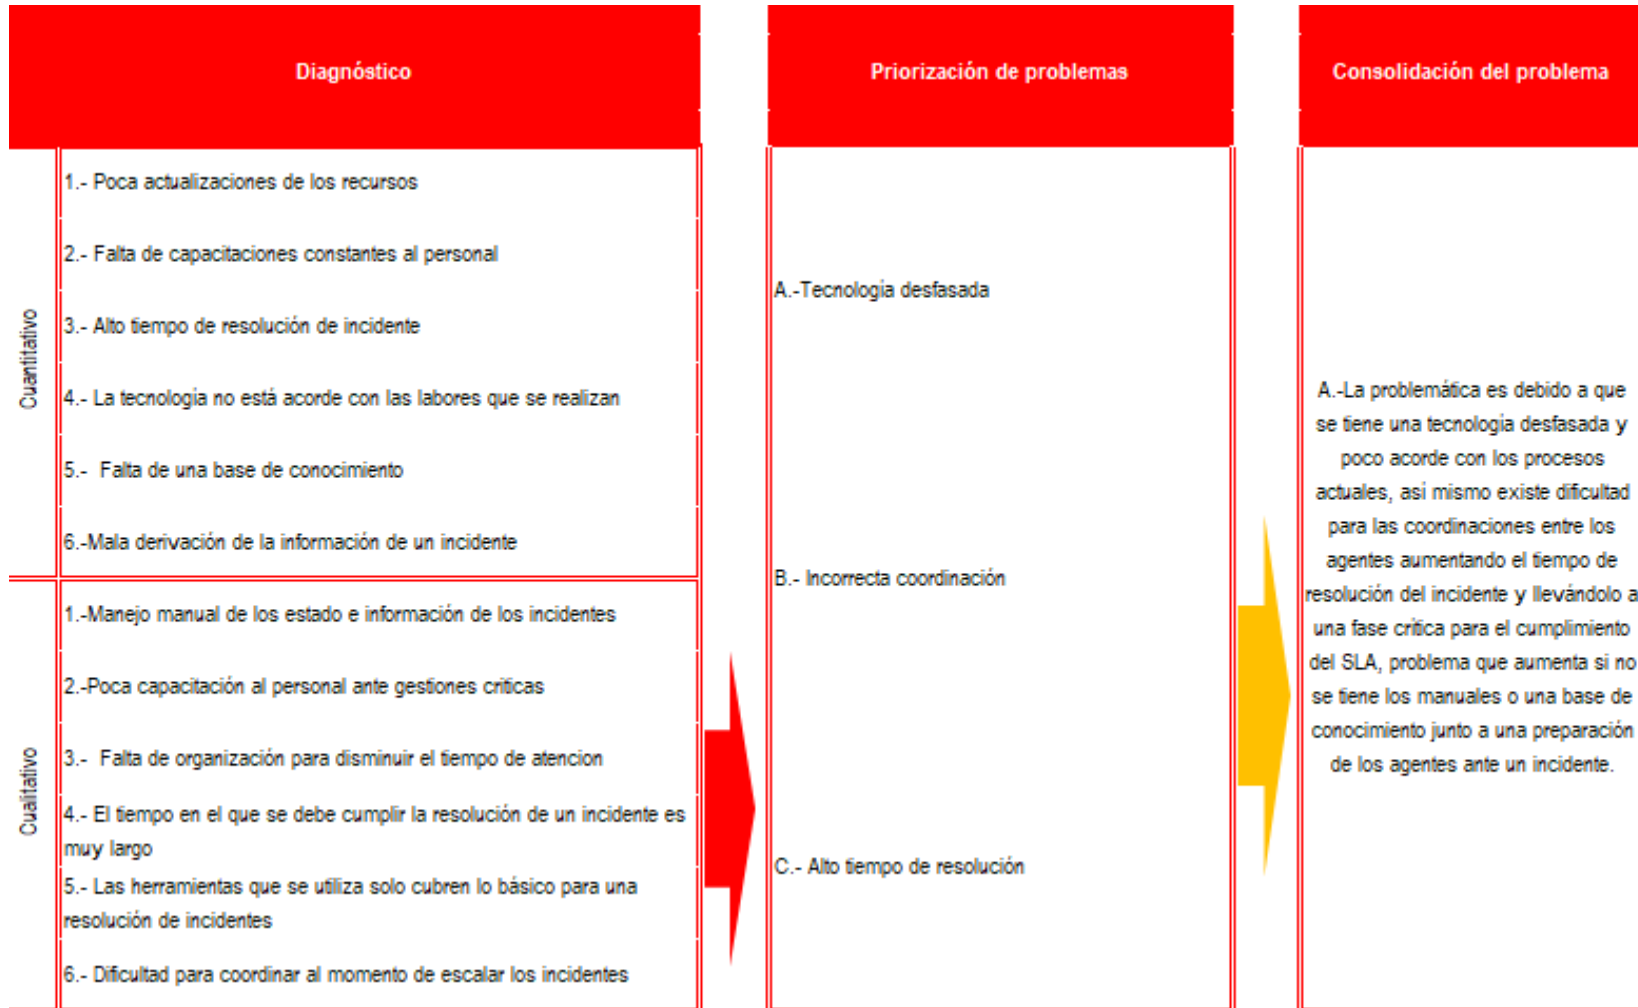 Diagnóstico
Priorización de problemas
Consolidación del problema
Cuantitativo
1.- Poca actualizaciones de los recursos
2.- Falta de capacitaciones constantes al personal
3.- Alto tiempo de resolución de incidente
4.- La tecnología no está acorde con las labores que se realizan
5.- Falta de una base de conocimiento
6.-Mala derivación de la información de un incidente
Cualitativo
1.-Manejo manual de los estado e información de los incidentes
2.-Poca capacitación al personal ante gestiones criticas
3.- Falta de organización para disminuir el tiempo de atencion
4.- El tiempo en el que se debe cumplir la resolución de un incidente es
muy largo
5.- Las herramientas que se utiliza solo cubren lo básico para una
resolución de incidentes
6.- Dificultad para coordinar al momento de escalar los incidentes
A.-Tecnología desfasada
B.- Incorrecta coordinación
C.- Alto tiempo de resolución
A.-La problemática es debido a que
se tiene una tecnología desfasada y
poco acorde con los procesos
actuales, así mismo existe dificultad
para las coordinaciones entre los
agentes aumentando el tiempo de
resolución del incidente y llevándolo a
una fase crítica para el cumplimiento
del SLA, problema que aumenta si no
se tiene los manuales o una base de
conocimiento junto a una preparación
de los agentes ante un incidente.